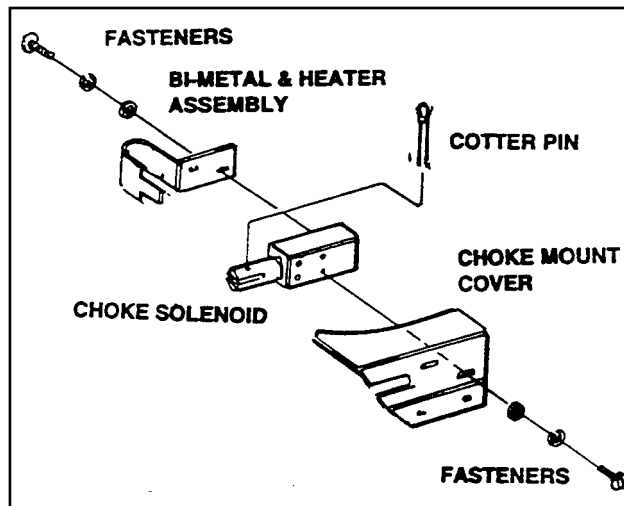 FASTENERS
BI-METAL & HEATER
ASSEMBLY
COTTER PIN
CHOKE MOUNT
COVER
CHOKE SOLENOID
FASTENERS